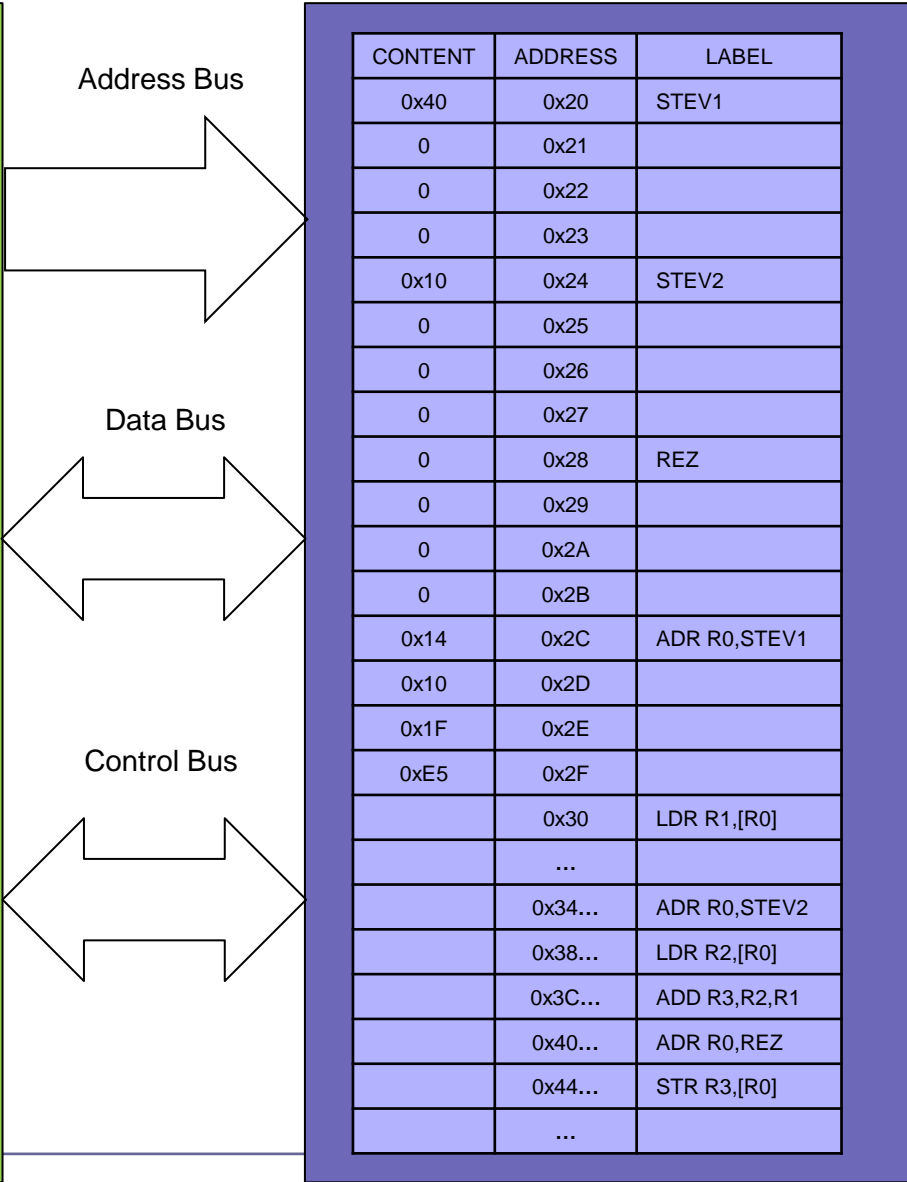 Address Bus
Data Bus
Control Bus
CONTENT ADDRESS LABEL
0x40 0x20 STEV1
0 0x21
0 0x22
0 0x23
0x10 0x24 STEV2
0 0x25
0 0x26
0 0x27
0 0x28 REZ
0 0x29
0 0x2A
0 0x2B
0x14 0x2C ADR R0,STEV1
0x10 0x2D
0x1F 0x2E
0xE5 0x2F
0x30 LDR R1,[R0]
...
0x34... ADR R0,STEV2
0x38... LDR R2,[R0]
0x3C... ADD R3,R2,R1
0x40... ADR R0,REZ
0x44... STR R3,[R0]
...